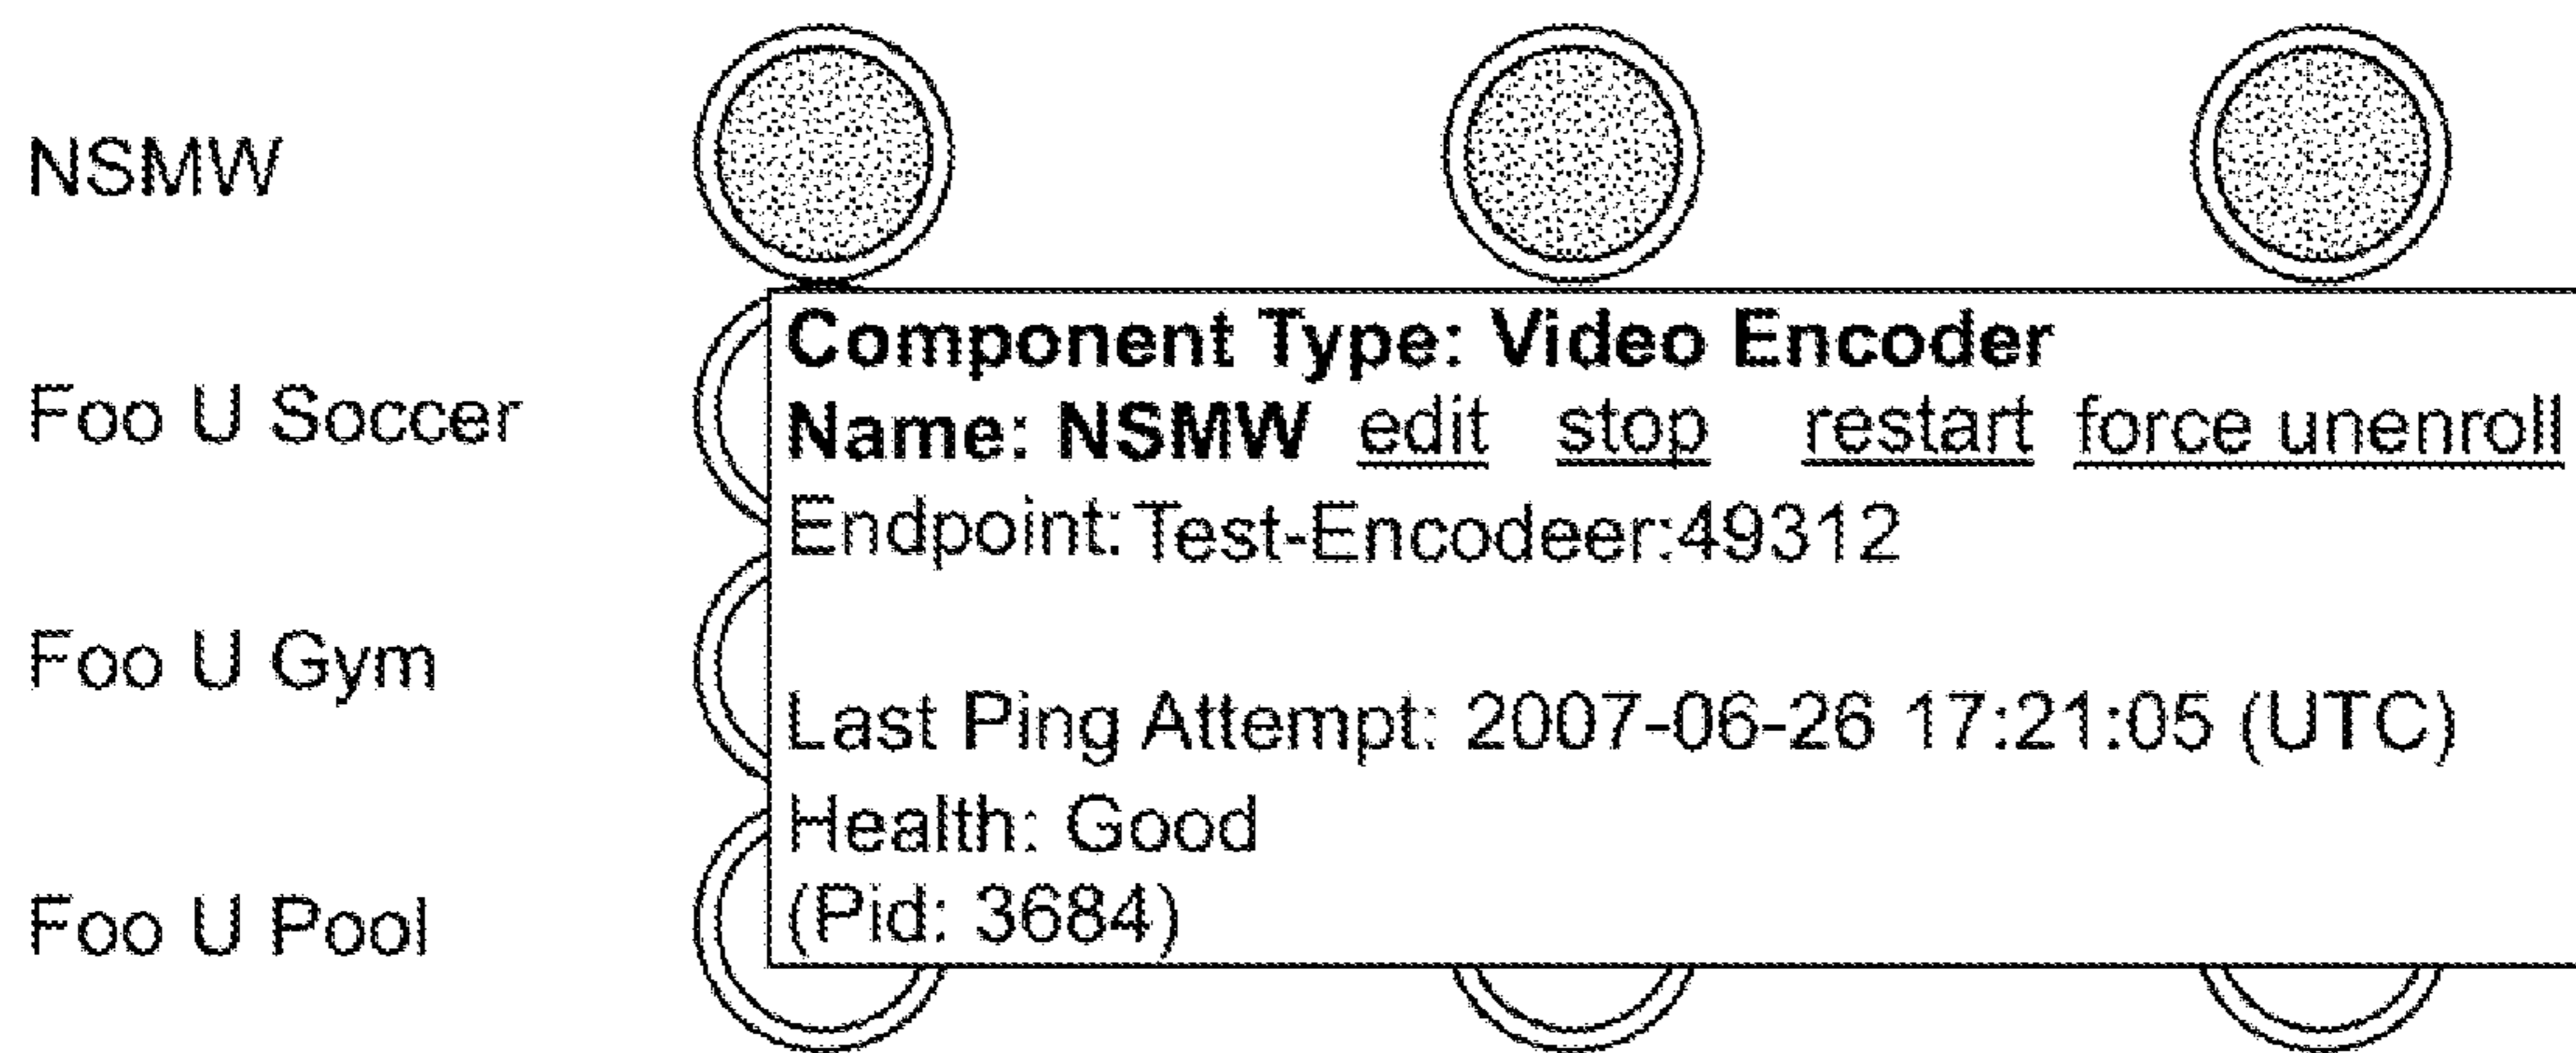 NSMW
Foo U Soccer
Foo U Gym
Foo U Pool
Component Type: Video Encoder
Name: NSMW edit stop restart force unenroll
Endpoint: Test-Encodeer:49312
Last Ping Attempt: 2007-06-26 17:21:05 (UTC)
Health: Good
(Pid: 3684)